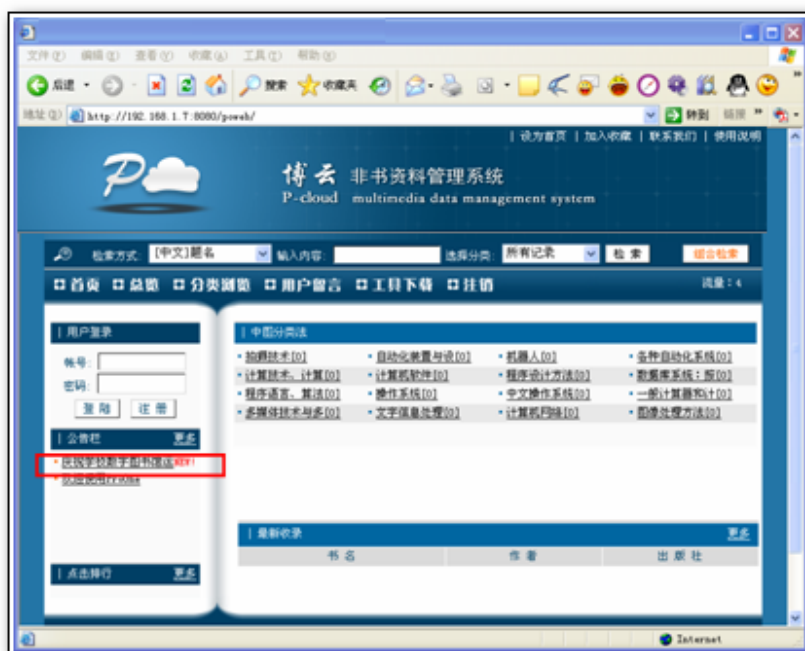 文件(F) 编辑(E) 查看(V) 收藏(A) 工具(T) 帮助(H)
后退 搜索 收藏夹
地址(D) http://192.168.1.7:8080/poweb/ 转到 链接 »
| 设为首页 | 加入收藏 | 联系我们 | 使用说明
博云 非书资料管理系统
P-cloud multimedia data management system
检索方式: [中文]题名 输入内容: 选择分类: 所有记录 检索 组合检索
首页 总览 分类浏览 用户留言 工具下载 注销 流量:4
| 用户登录 | 中图分类法
帐号:
密码:
登陆 注册
拍摄技术[0] 自动化装置与设[0] 机器人[0] 各种自动化系统[0]
计算技术、计算[0] 计算机软件[0] 程序设计方法[0] 数据库系统:按[0]
程序语言、算法[0] 操作系统[0] 中文操作系统[0] 一般计算器和计[0]
多媒体技术与多[0] 文字信息处理[0] 计算机网络[0] 图像处理方法[0]
| 公告栏 更多
| 最新收录 更多
书名 作者 出版社
| 点击排行 更多
Internet